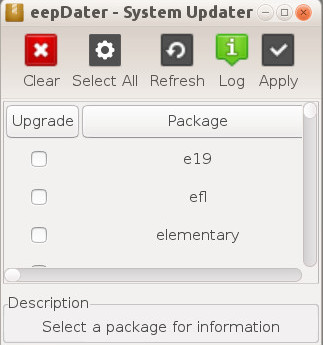 eepDater - System Updater
Clear Select All Refresh Log Apply
Upgrade Package
e19
efl
elementary
Description
Select a package for information